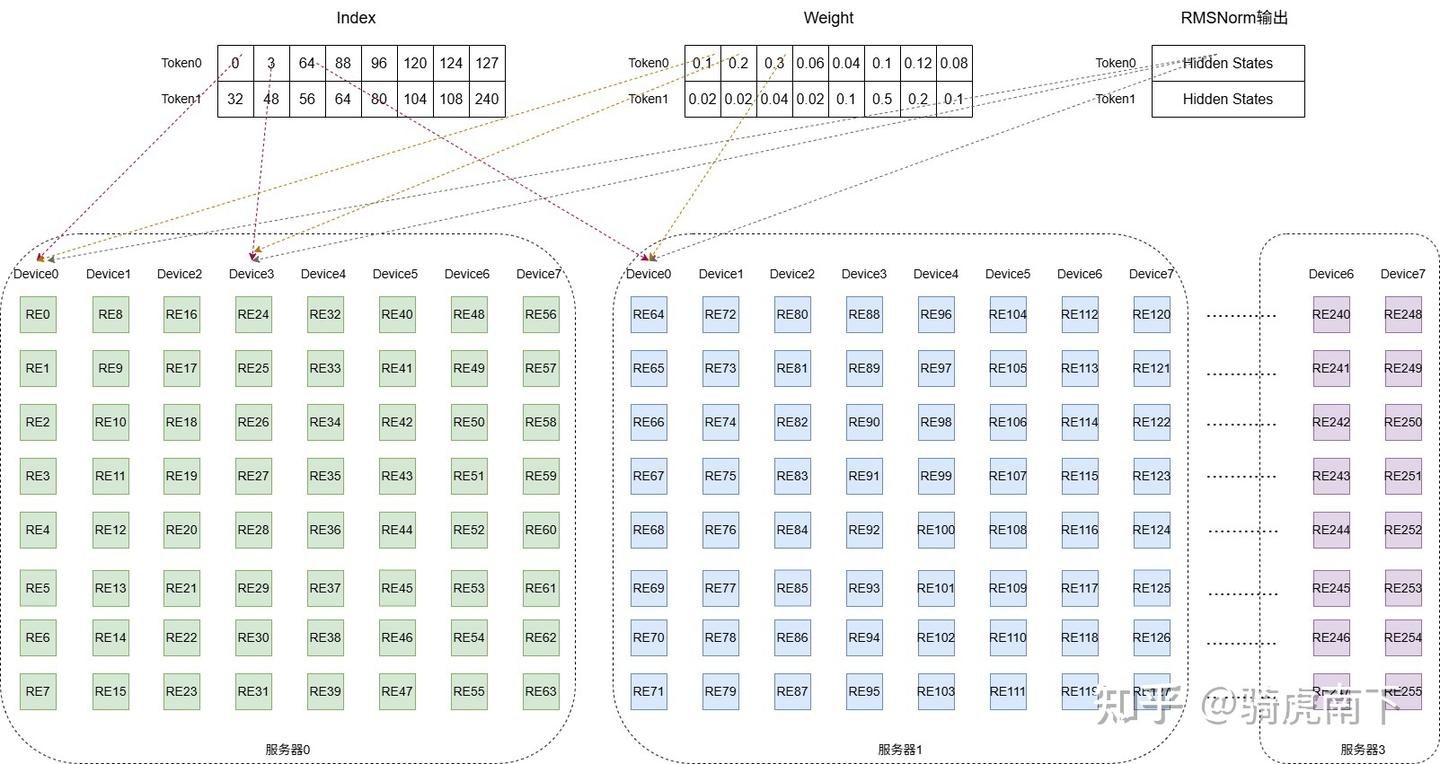 Index Weight RMSNorm输出
Token0 0 3 64 88 96 120 124 127 Token0 0.1 0.2 0.3 0.06 0.04 0.1 0.12 0.08 Token0 Hidden States
Token1 32 48 56 64 80 104 108 240 Token1 0.02 0.02 0.04 0.02 0.1 0.5 0.2 0.1 Token1 Hidden States
Device0 Device1 Device2 Device3 Device4 Device5 Device6 Device7 Device0 Device1 Device2 Device3 Device4 Device5 Device6 Device7 Device6 Device7
RE0 RE8 RE16 RE24 RE32 RE40 RE48 RE56 RE64 RE72 RE80 RE88 RE96 RE104 RE112 RE120 RE240 RE248
RE1 RE9 RE17 RE25 RE33 RE41 RE49 RE57 RE65 RE73 RE81 RE89 RE97 RE105 RE113 RE121 RE241 RE249
RE2 RE10 RE18 RE26 RE34 RE42 RE50 RE58 RE66 RE74 RE82 RE90 RE98 RE106 RE114 RE122 RE242 RE250
RE3 RE11 RE19 RE27 RE35 RE43 RE51 RE59 RE67 RE75 RE83 RE91 RE99 RE107 RE115 RE123 RE243 RE251
RE4 RE12 RE20 RE28 RE36 RE44 RE52 RE60 RE68 RE76 RE84 RE92 RE100 RE108 RE116 RE124 RE244 RE252
RE5 RE13 RE21 RE29 RE37 RE45 RE53 RE61 RE69 RE77 RE85 RE93 RE101 RE109 RE117 RE125 RE245 RE253
RE6 RE14 RE22 RE30 RE38 RE46 RE54 RE62 RE70 RE78 RE86 RE94 RE102 RE110 RE118 RE126 RE246 RE254
RE7 RE15 RE23 RE31 RE39 RE47 RE55 RE63 RE71 RE79 RE87 RE95 RE103 RE111 RE119 RE127 RE247 RE255
知乎 @骑虎南下
服务器0 服务器1 服务器3